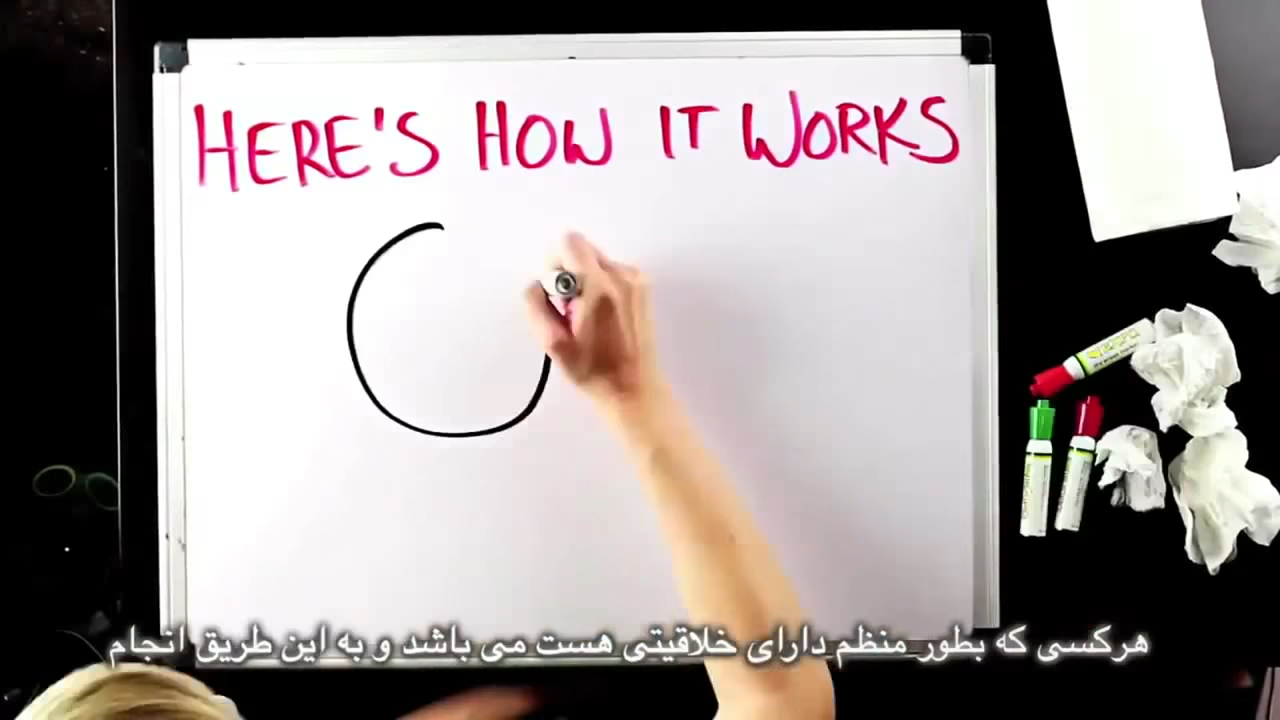 HERE'S HOW IT WORKS
هرکسی که بطور منظم دارای خلاقیتی هست می باشد و به این طریق انجام